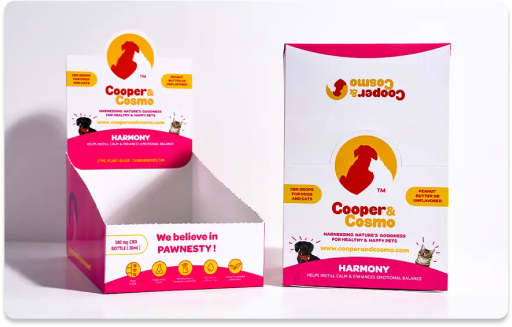 CBD DROPS
FOR DOGS
AND CATS
PEANUT
BUTTER OR
UNFLAVORED
TM
Cooper&
Cosmo
HARNESSING NATURE'S GOODNESS
FOR HEALTHY & HAPPY PETS
www.cooperandcosmo.com
HARMONY
HELPS INSTILL CALM & ENHANCES EMOTIONAL BALANCE
500 mg CBD
BOTTLE (30ml)
We believe in
PAWNESTY !
Cooper&
Cosmo
TM
CBD DROPS
FOR DOGS
AND CATS
PEANUT
BUTTER OR
UNFLAVORED
Cooper&
Cosmo
HARNESSING NATURE'S GOODNESS
FOR HEALTHY & HAPPY PETS
www.cooperandcosmo.com
HARMONY
HELPS INSTILL CALM & ENHANCES EMOTIONAL BALANCE